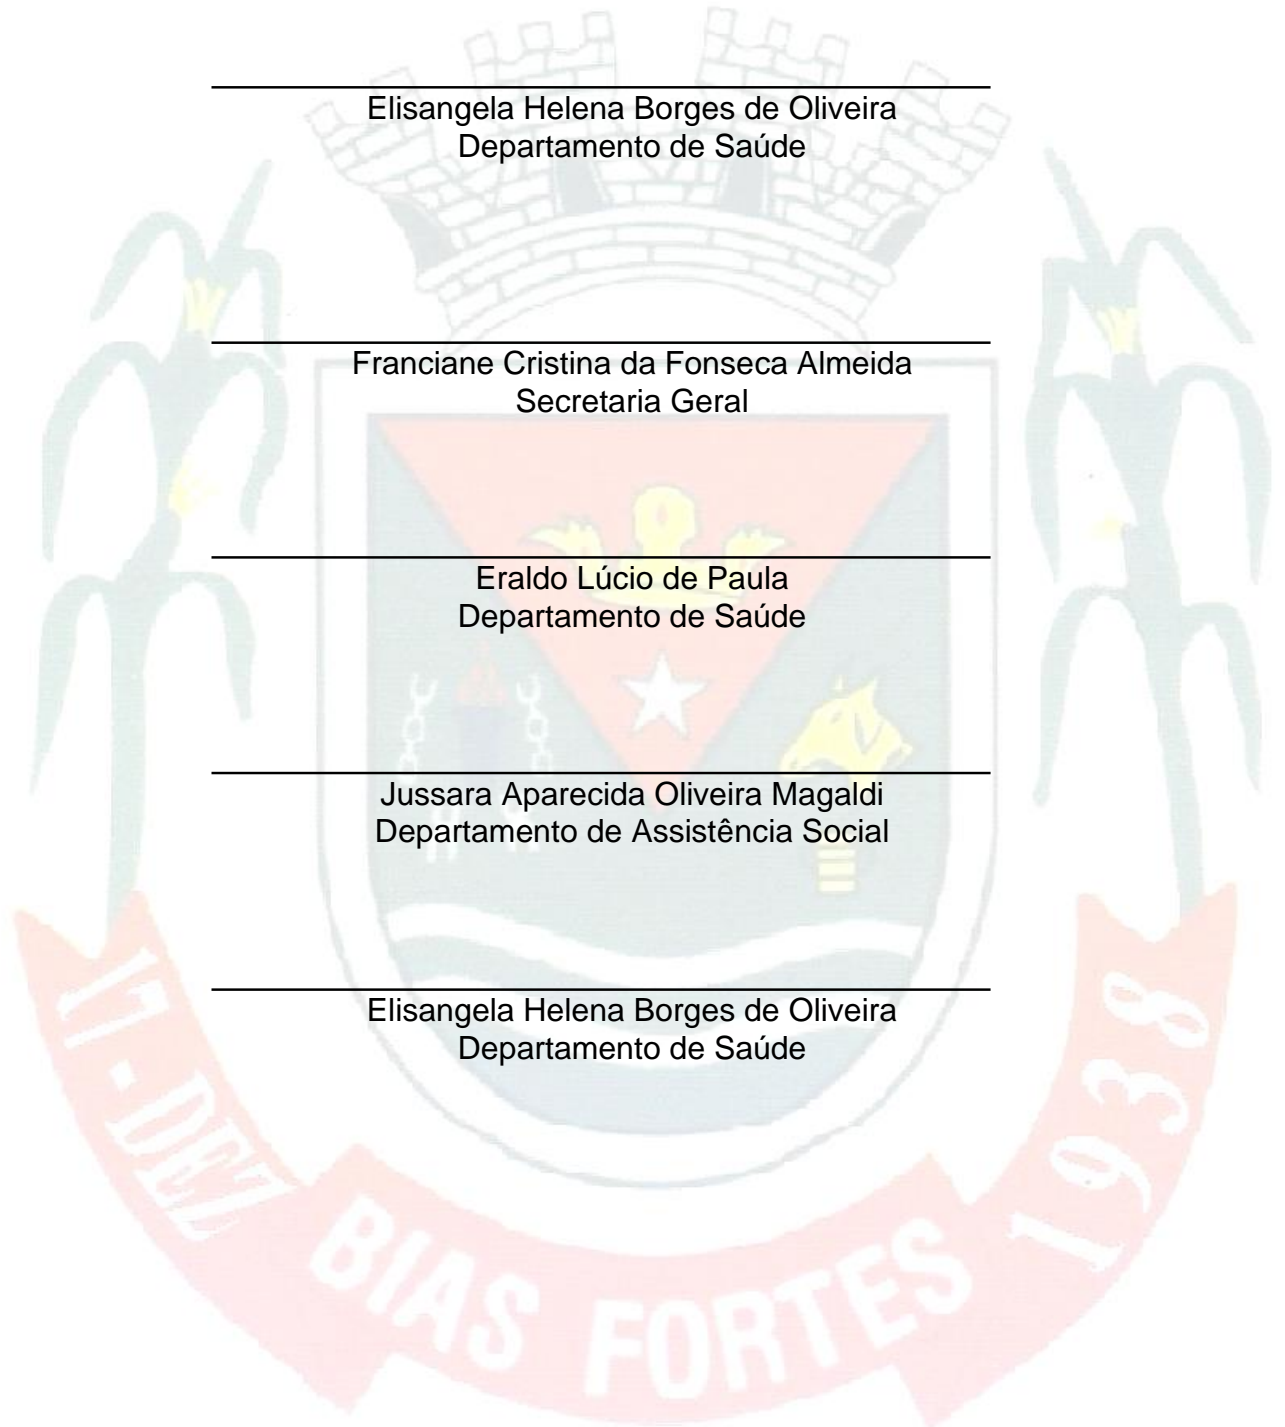 Elisangela Helena Borges de Oliveira
Departamento de Saúde
Franciane Cristina da Fonseca Almeida
Secretaria Geral
Eraldo Lúcio de Paula
Departamento de Saúde
Jussara Aparecida Oliveira Magaldi
Departamento de Assistência Social
Elisangela Helena Borges de Oliveira
Departamento de Saúde
17-DEZ BIAS FORTES 1938